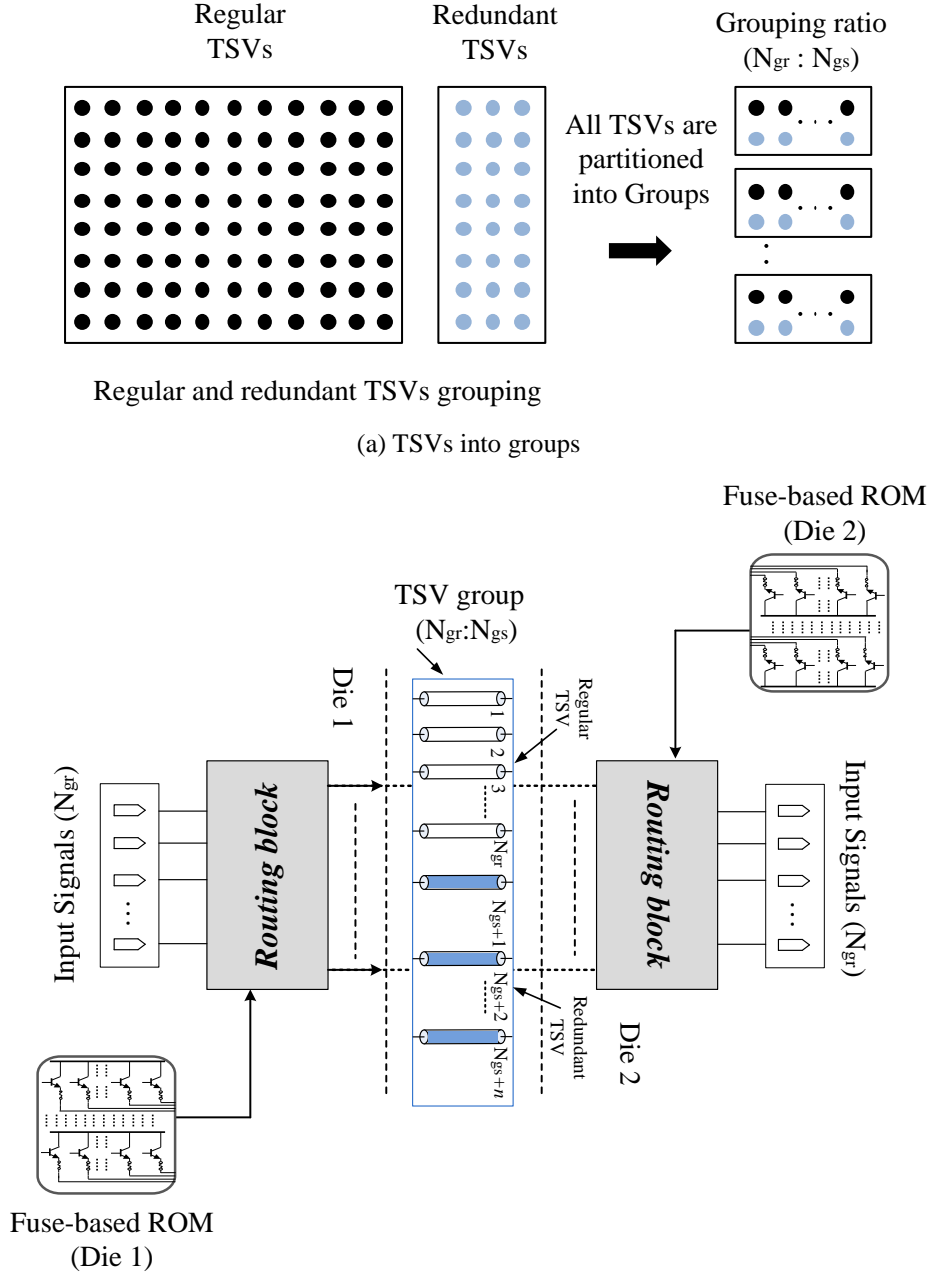 Regular
TSVs
Redundant
TSVs
Grouping ratio
(Ngr : Ngs)
All TSVs are
partitioned
into Groups
Regular and redundant TSVs grouping
(a) TSVs into groups
Fuse-based ROM
(Die 2)
TSV group
(Ngr:Ngs)
Die 1
Regular
TSV
1
2
3
Ngr
Ngs+1
Ngs+2
Ngs+n
Input Signals (Ngr)
Routing block
Routing block
Input Signals (Ngr)
Redundant
TSV
Die 2
Fuse-based ROM
(Die 1)